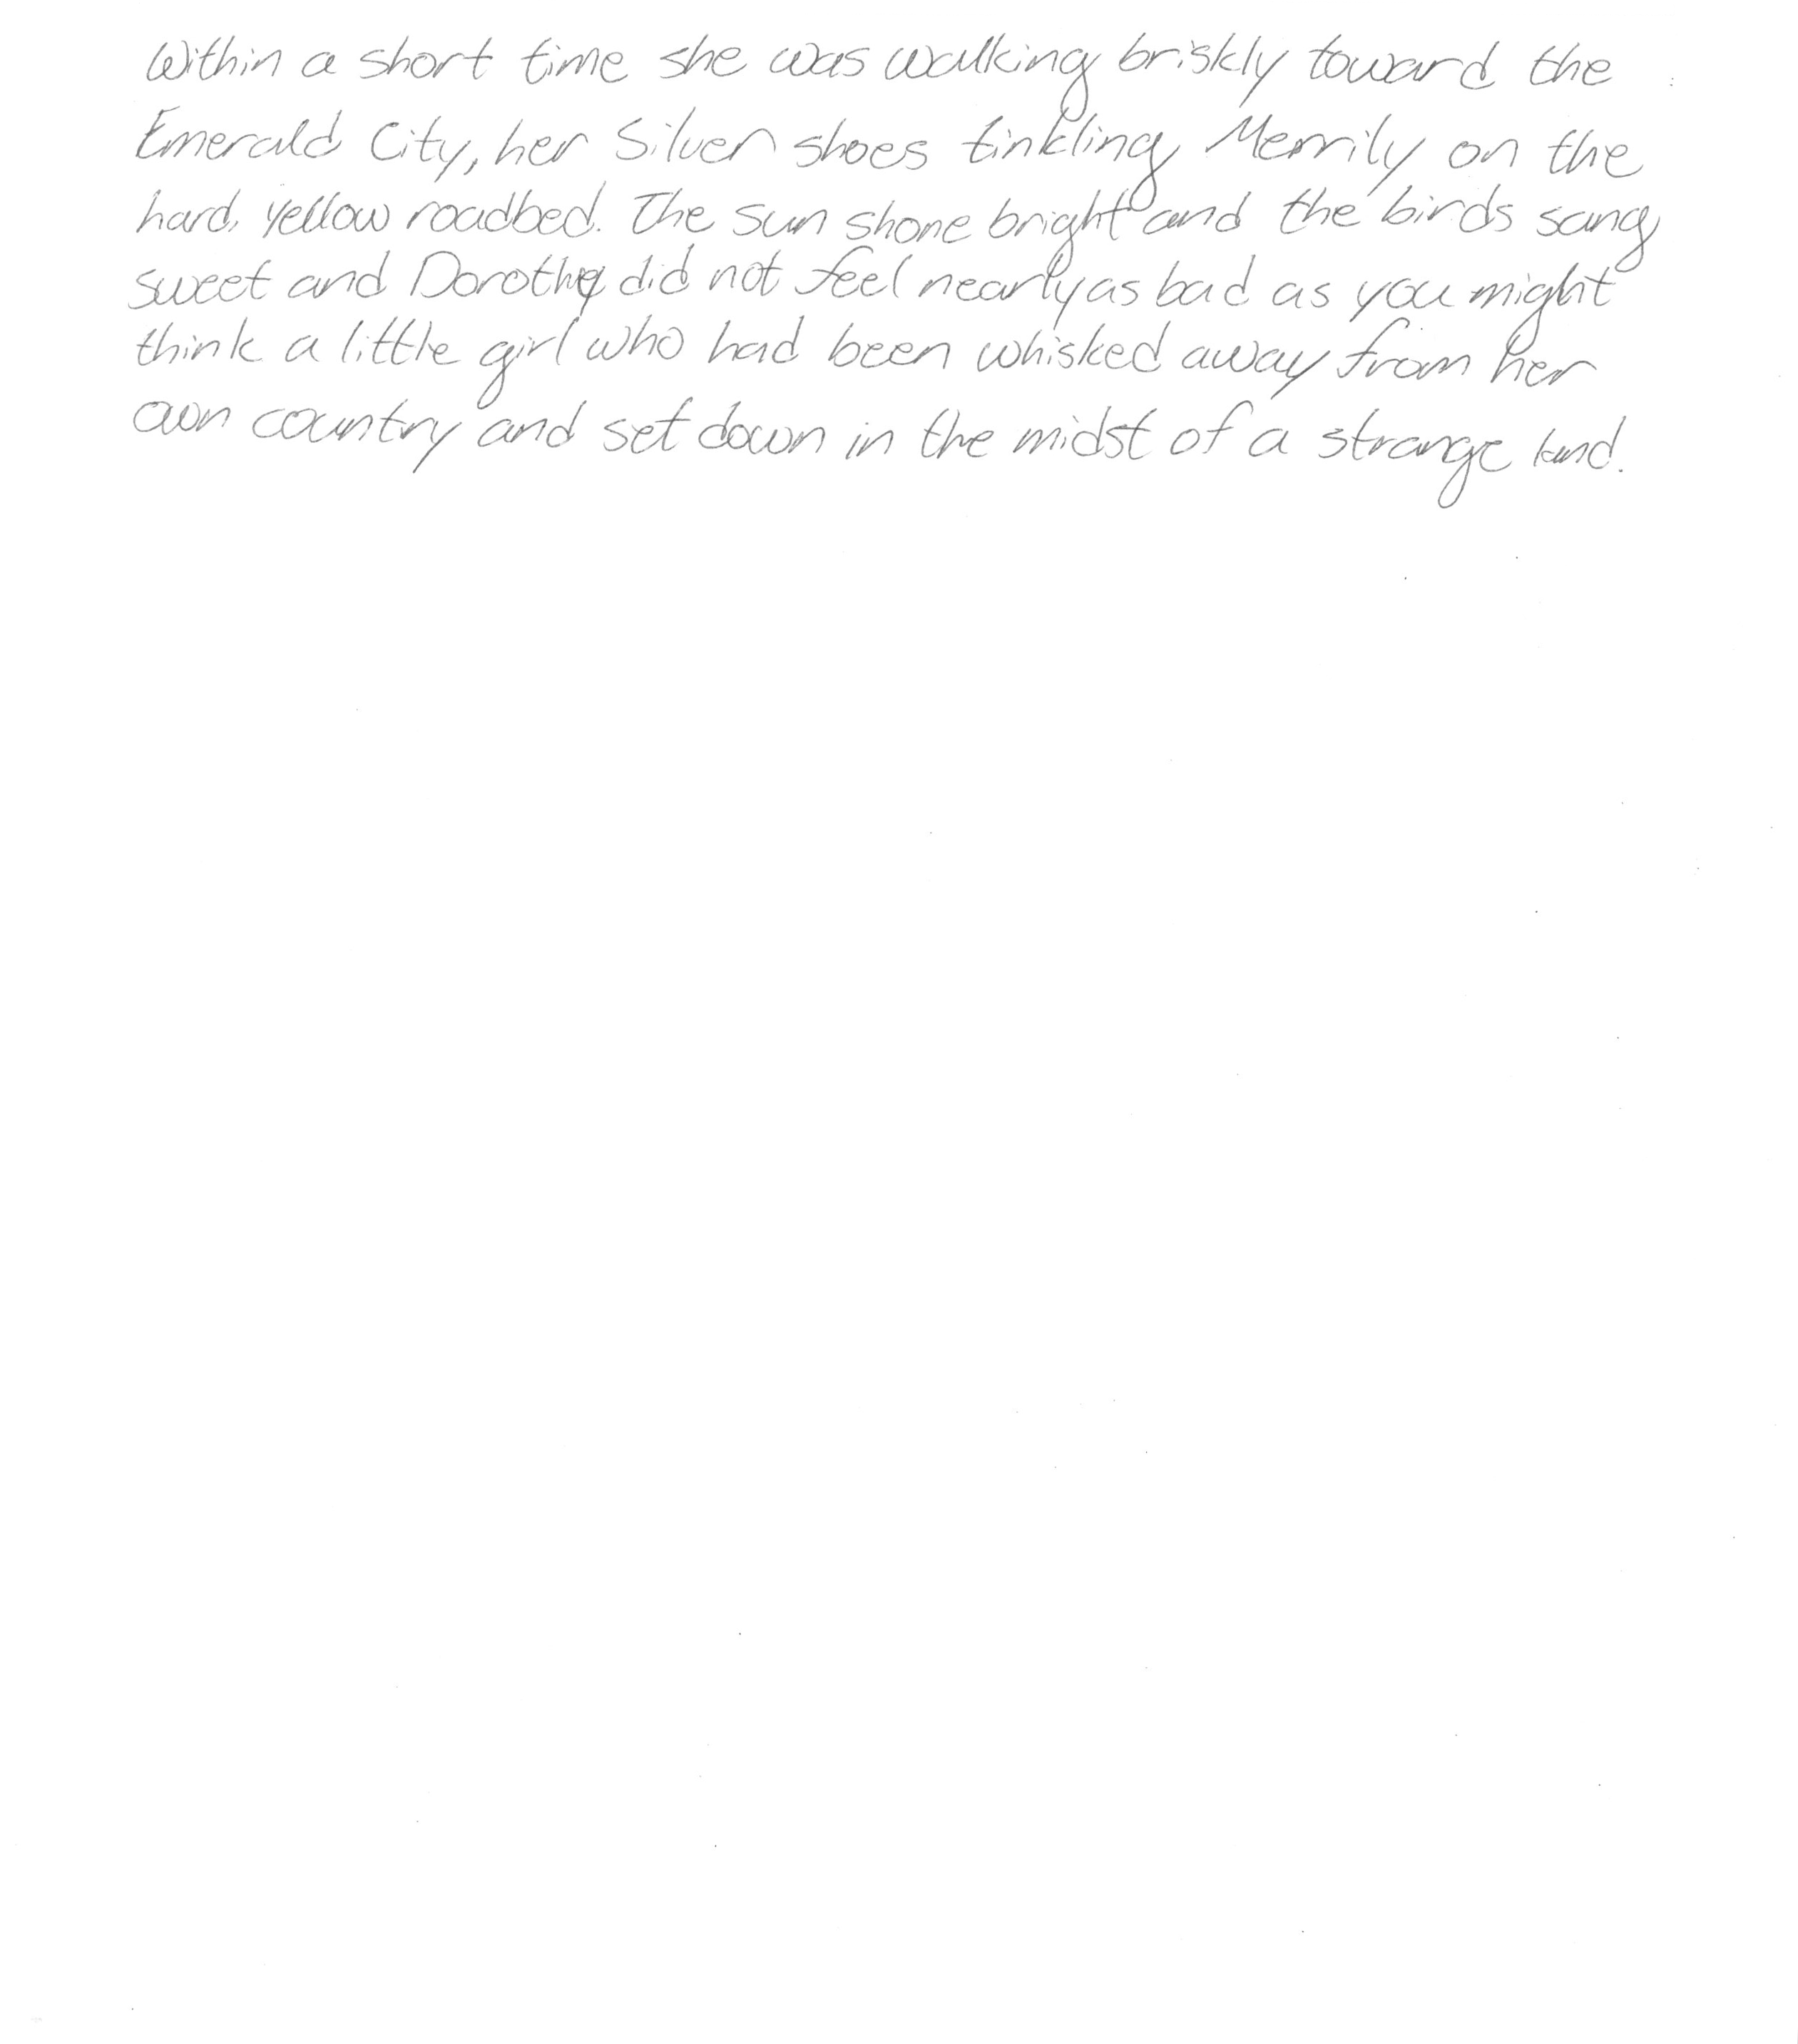 Within a short time she was walking briskly toward the
Emerald City, her Silver shoes tinkling Merrily on the
hard, yellow roadbed. The sun shone bright and the birds sang
sweet and Dorothy did not feel nearly as bad as you might
think a little girl who had been whisked away from her
own country and set down in the midst of a strange land.